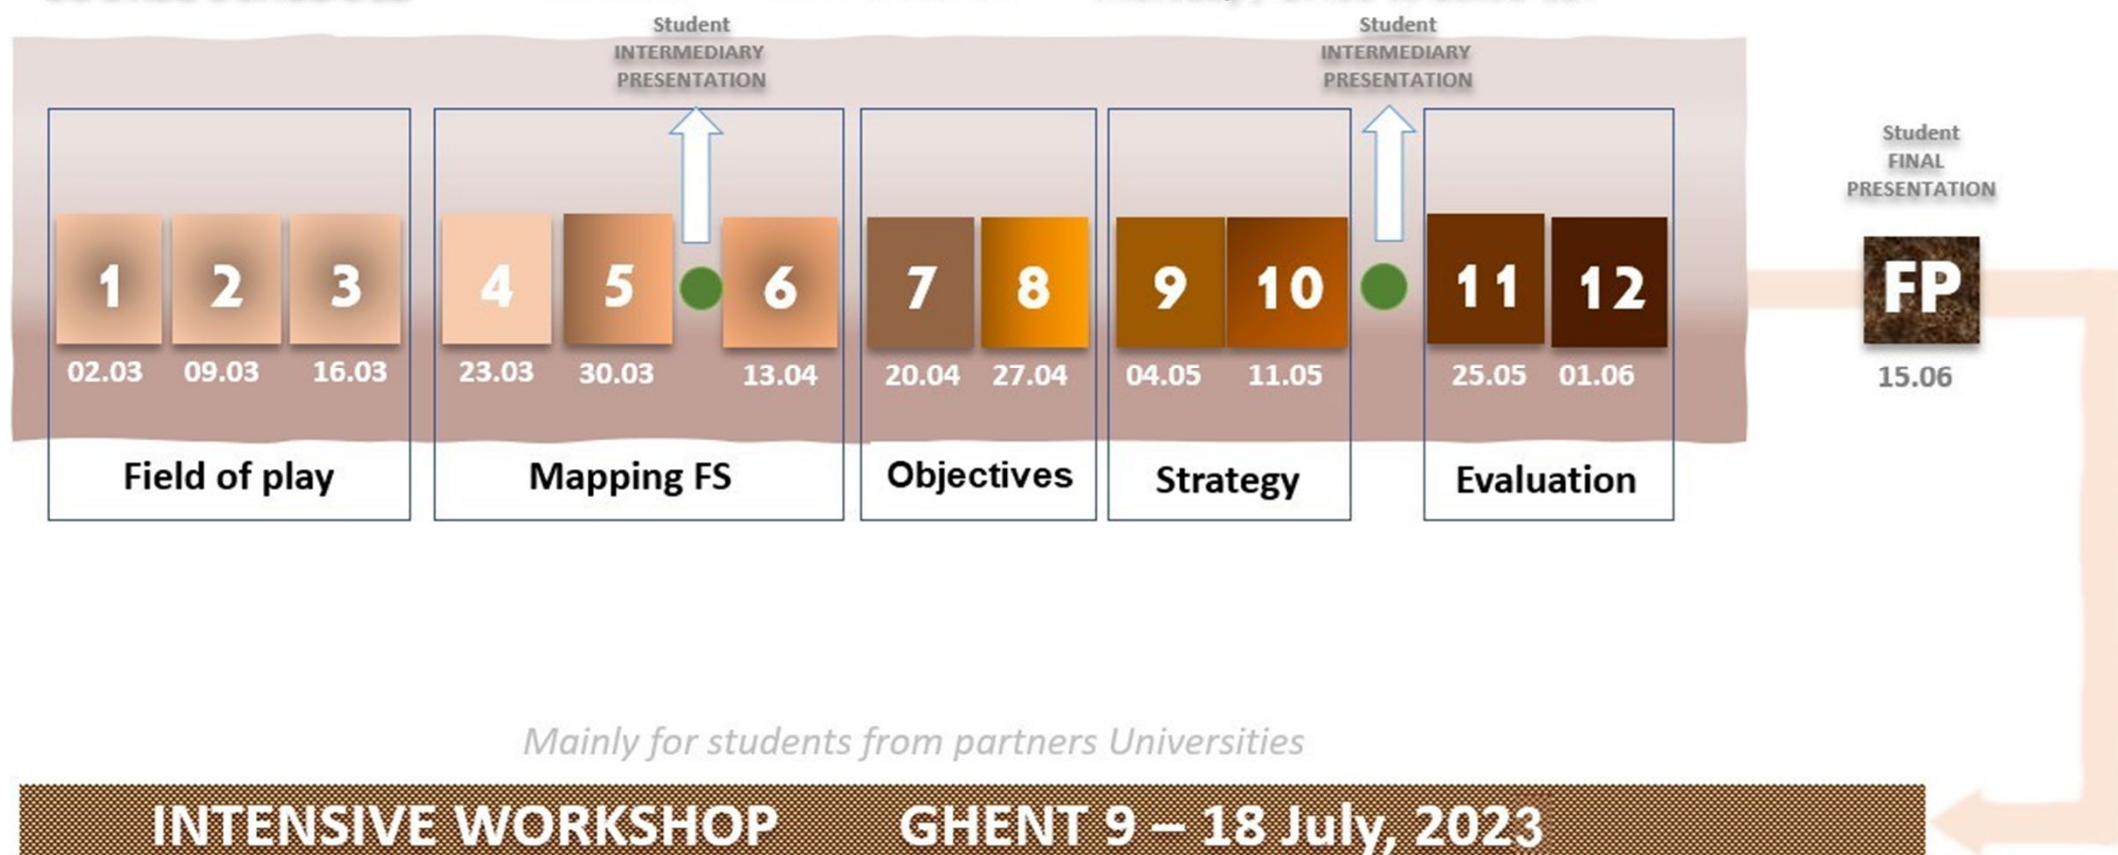 Student
INTERMEDIARY
PRESENTATION
Student
INTERMEDIARY
PRESENTATION
Student
FINAL
PRESENTATION
1 2 3 4 5 6 7 8 9 10 11 12 FP
02.03 09.03 16.03 23.03 30.03 13.04 20.04 27.04 04.05 11.05 25.05 01.06 15.06
Field of play Mapping FS Objectives Strategy Evaluation
Mainly for students from partners Universities
INTENSIVE WORKSHOP GHENT 9 – 18 July, 2023